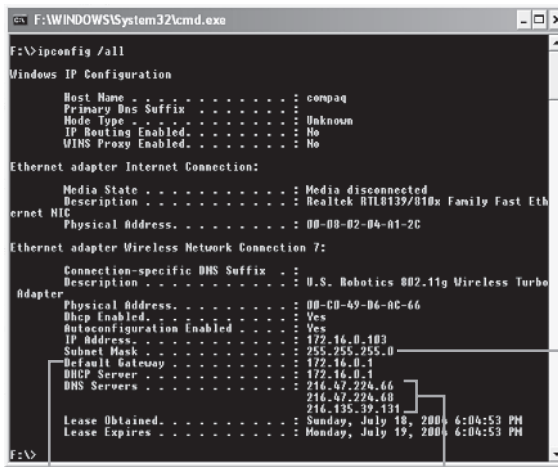 F:\WINDOWS\System32\cmd.exe
F:\>ipconfig /all
Windows IP Configuration
Host Name . . . . . . . . . . . . : compaq
Primary Dns Suffix . . . . . . . :
Node Type . . . . . . . . . . . . : Unknown
IP Routing Enabled. . . . . . . . : No
WINS Proxy Enabled. . . . . . . . : No
Ethernet adapter Internet Connection:
Media State . . . . . . . . . . . : Media disconnected
Description . . . . . . . . . . . : Realtek RTL8139/810x Family Fast Eth
ernet NIC
Physical Address. . . . . . . . . : 00-08-02-04-A1-2C
Ethernet adapter Wireless Network Connection 7:
Connection-specific DNS Suffix . :
Description . . . . . . . . . . . : U.S. Robotics 802.11g Wireless Turbo
Adapter
Physical Address. . . . . . . . . : 00-C0-49-D6-AC-66
Dhcp Enabled. . . . . . . . . . . : Yes
Autoconfiguration Enabled . . . . : Yes
IP Address. . . . . . . . . . . . : 172.16.0.103
Subnet Mask . . . . . . . . . . . : 255.255.255.0
Default Gateway . . . . . . . . . : 172.16.0.1
DHCP Server . . . . . . . . . . . : 172.16.0.1
DNS Servers . . . . . . . . . . . : 216.47.224.66
216.47.224.68
216.135.39.131
Lease Obtained. . . . . . . . . . : Sunday, July 18, 2004 6:04:53 PM
Lease Expires . . . . . . . . . . : Monday, July 19, 2004 6:04:53 PM
F:\>